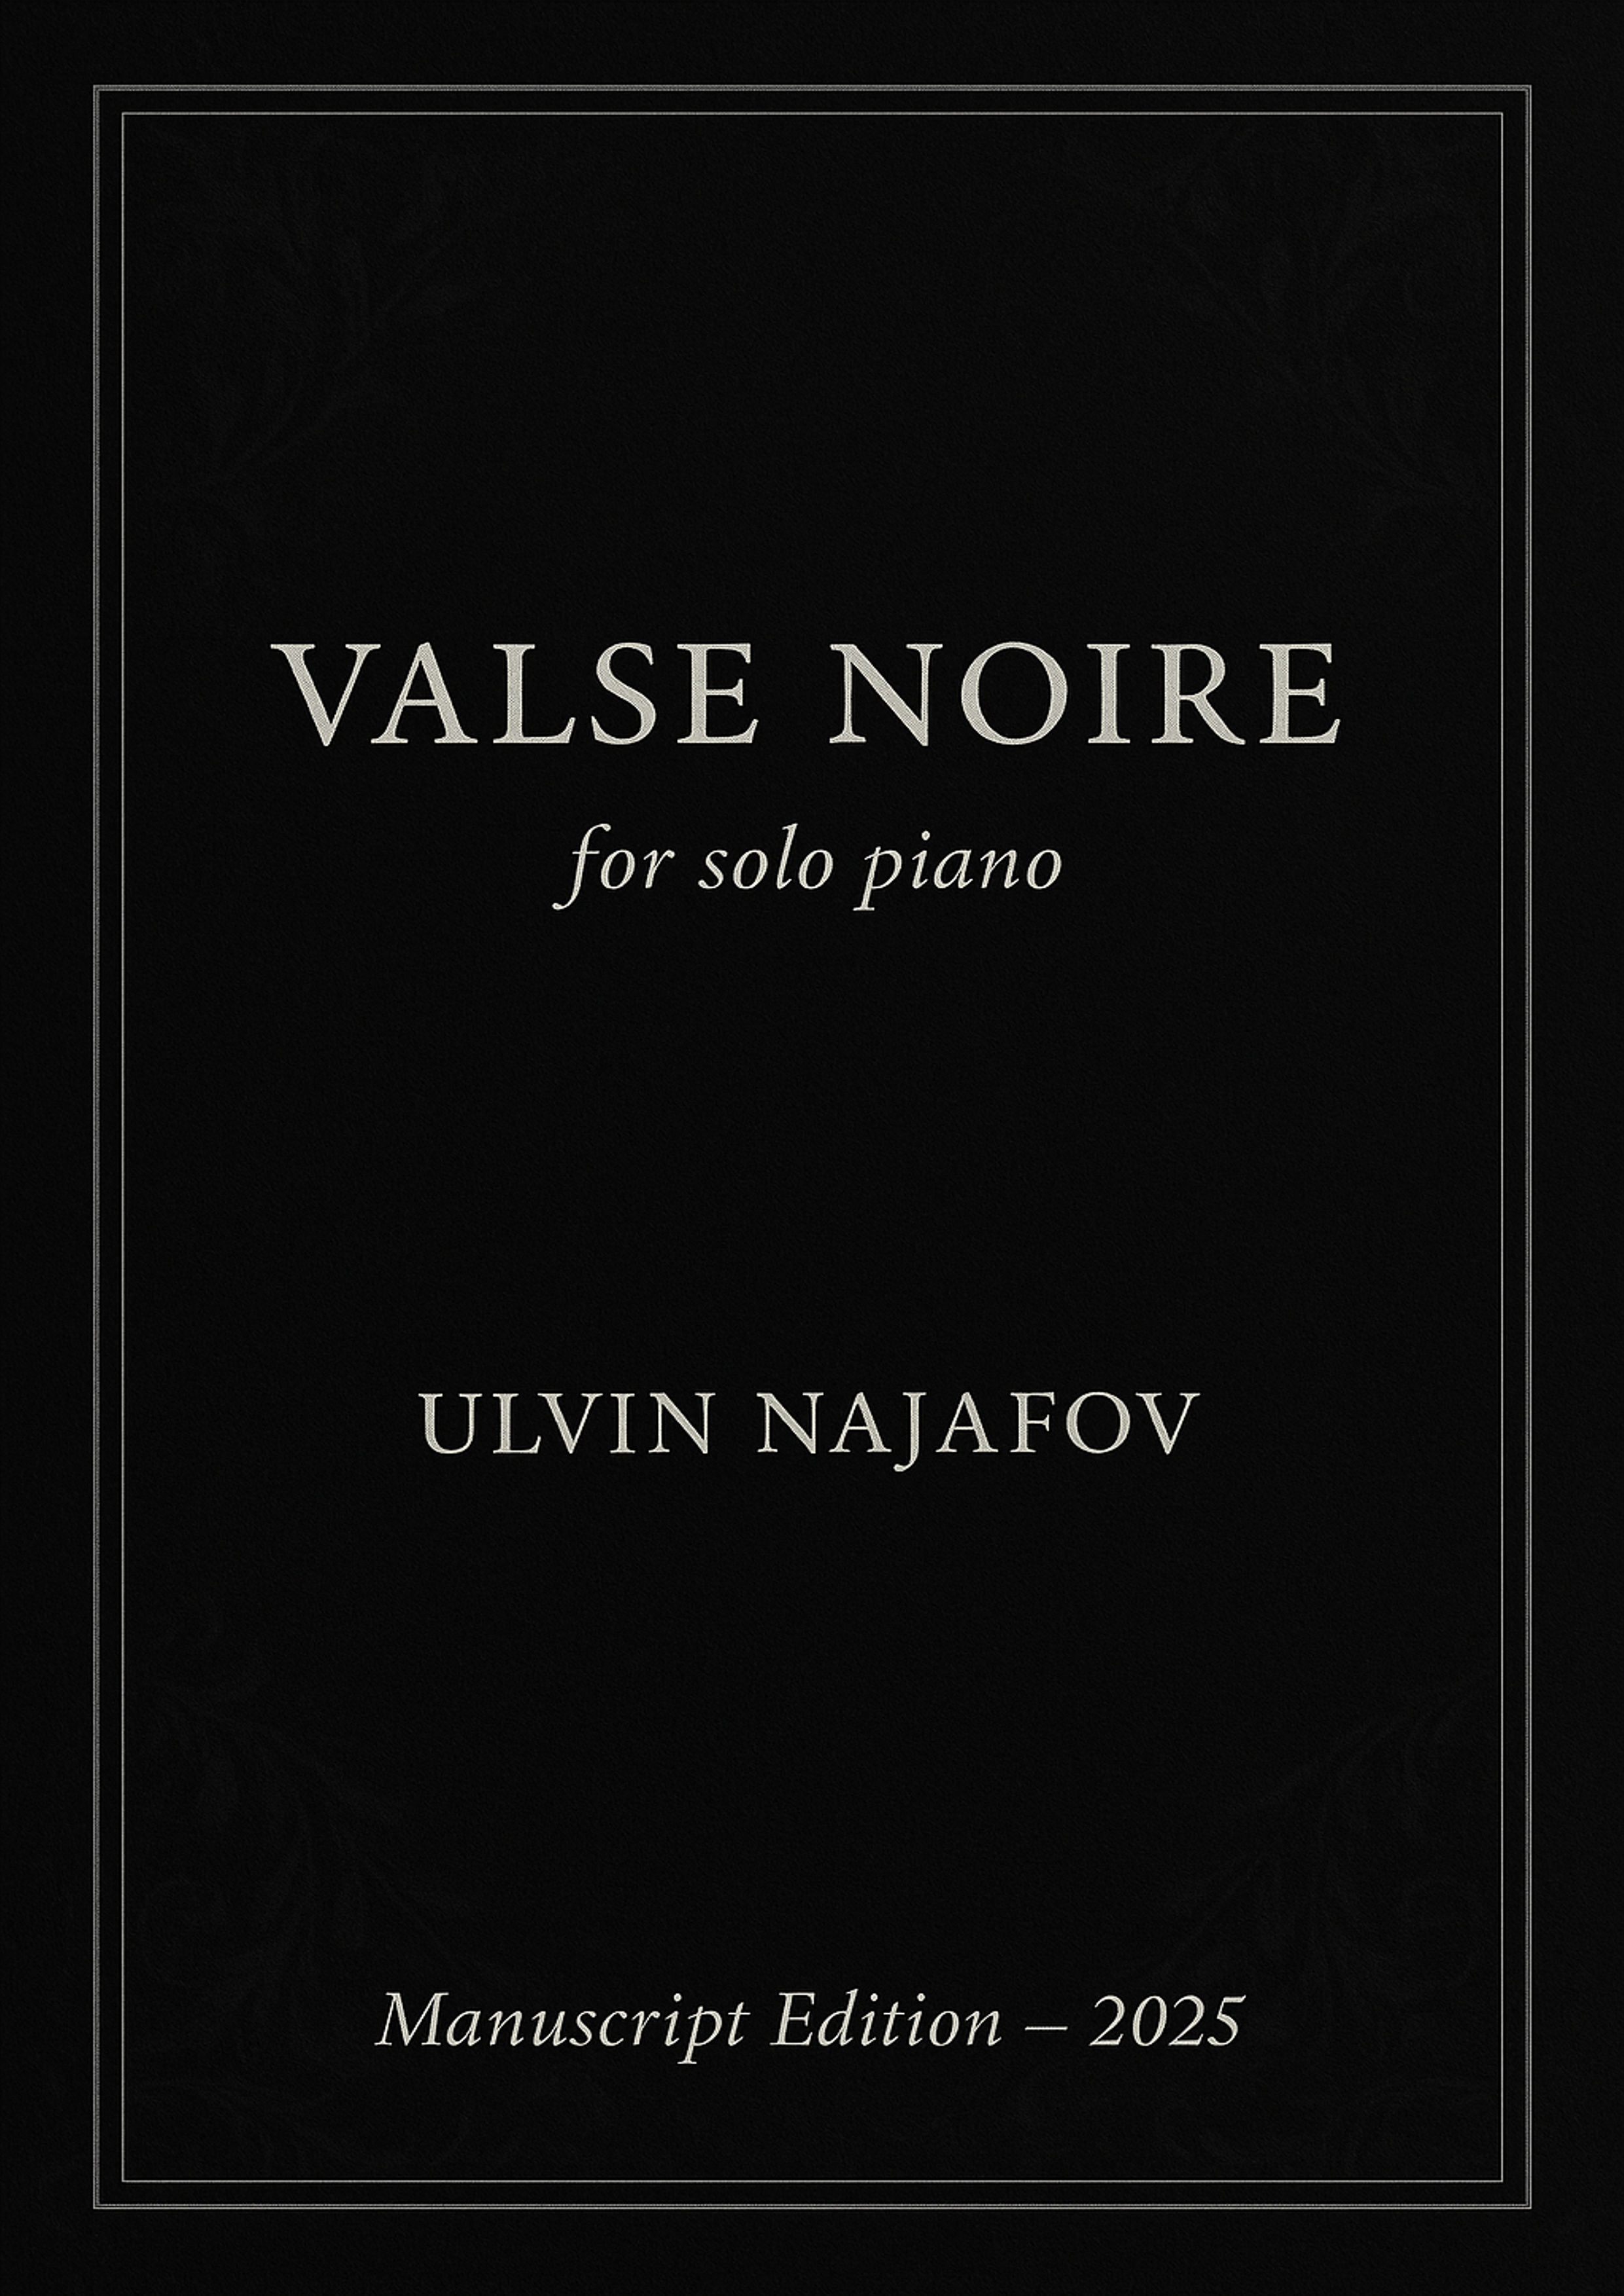 VALSE NOIRE
for solo piano
ULVIN NAJAFOV
Manuscript Edition – 2025